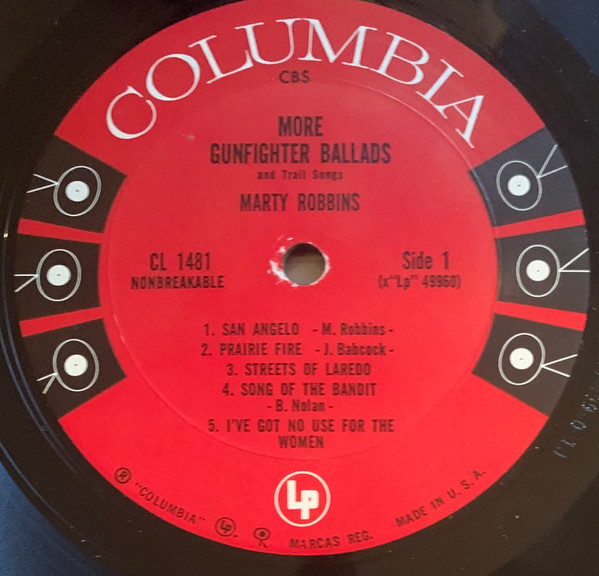 COLUMBIA
CBS
MORE
GUNFIGHTER BALLADS
and Trail Songs
MARTY ROBBINS
CL 1481
NONBREAKABLE
Side 1
(x"Lp" 49960)
1. SAN ANGELO - M. Robbins -
2. PRAIRIE FIRE - J. Babcock -
3. STREETS OF LAREDO
4. SONG OF THE BANDIT
- B. Nolan -
5. I'VE GOT NO USE FOR THE
WOMEN
Lp
® "COLUMBIA" Lp. MARCAS REG. MADE IN U.S.A.